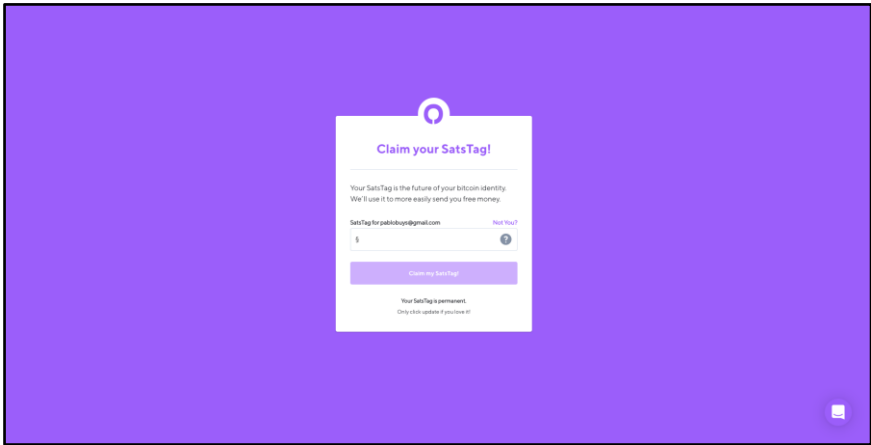 Claim your SatsTag!
Your SatsTag is the future of your bitcoin identity.
We'll use it to more easily send you free money.
SatsTag for pablobuys@gmail.com Not You?
§ ?
Claim my SatsTag!
Your SatsTag is permanent.
Only click update if you love it!